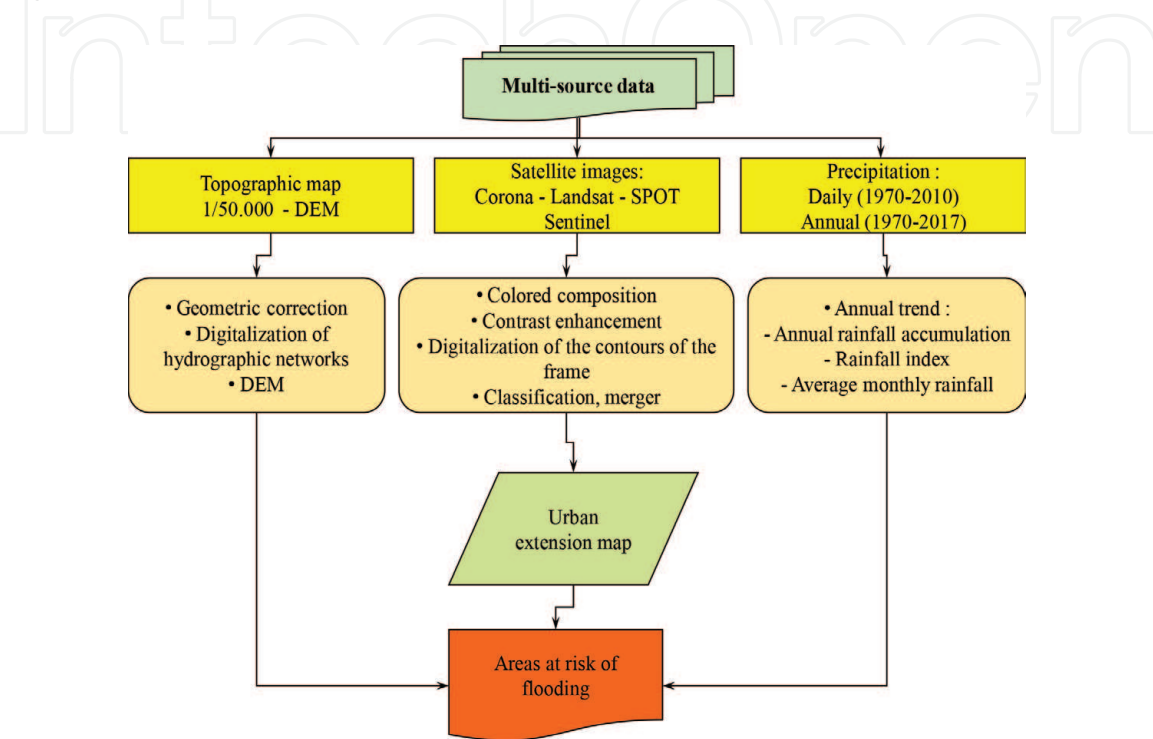 IntechOpen
Multi-source data
Topographic map
1/50.000 - DEM
Satellite images:
Corona - Landsat - SPOT
Sentinel
Precipitation :
Daily (1970-2010)
Annual (1970-2017)
• Geometric correction
• Digitalization of
hydrographic networks
• DEM
• Colored composition
• Contrast enhancement
• Digitalization of the contours of the
frame
• Classification, merger
• Annual trend :
- Annual rainfall accumulation
- Rainfall index
- Average monthly rainfall
Urban
extension map
Areas at risk of
flooding